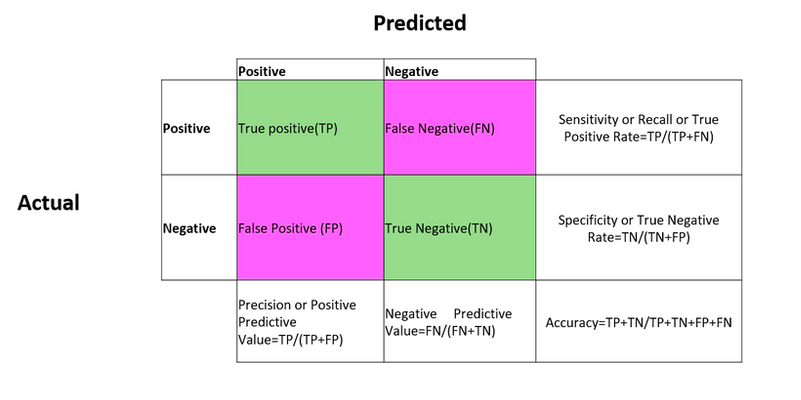 Predicted
Positive
Negative
Positive
True positive(TP)
False Negative(FN)
Sensitivity or Recall or True
Positive Rate=TP/(TP+FN)
Actual
Negative
False Positive (FP)
True Negative(TN)
Specificity or True Negative
Rate=TN/(TN+FP)
Precision or Positive
Predictive
Value=TP/(TP+FP)
Negative Predictive
Value=FN/(FN+TN)
Accuracy=TP+TN/TP+TN+FP+FN